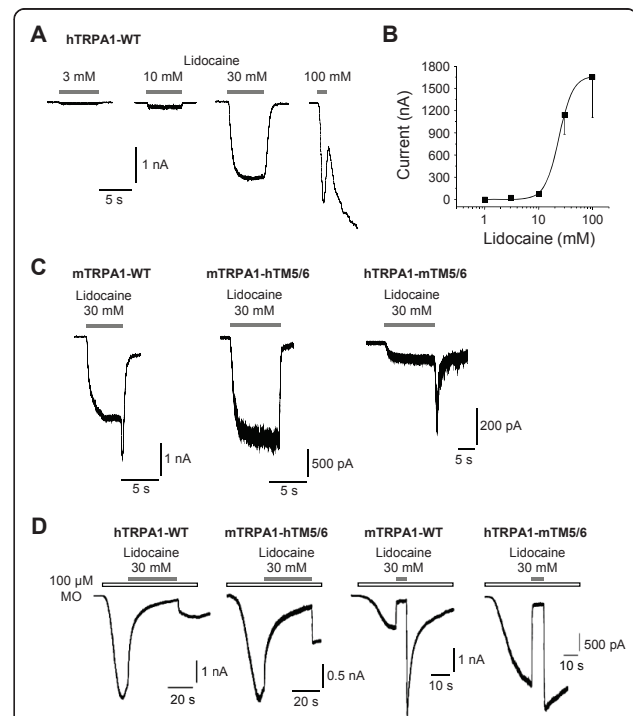 A
hTRPA1-WT
Lidocaine
3 mM 10 mM 30 mM 100 mM
1 nA
5 s
B
Current (nA)
1800
1500
1200
900
600
300
0
1 10 100
Lidocaine (mM)
C
mTRPA1-WT mTRPA1-hTM5/6 hTRPA1-mTM5/6
Lidocaine Lidocaine Lidocaine
30 mM 30 mM 30 mM
1 nA 500 pA 200 pA
5 s 5 s 5 s
D
hTRPA1-WT mTRPA1-hTM5/6 mTRPA1-WT hTRPA1-mTM5/6
Lidocaine Lidocaine Lidocaine Lidocaine
30 mM 30 mM 30 mM 30 mM
100 µM
MO
1 nA 0.5 nA 1 nA 500 pA
20 s 20 s 10 s 10 s